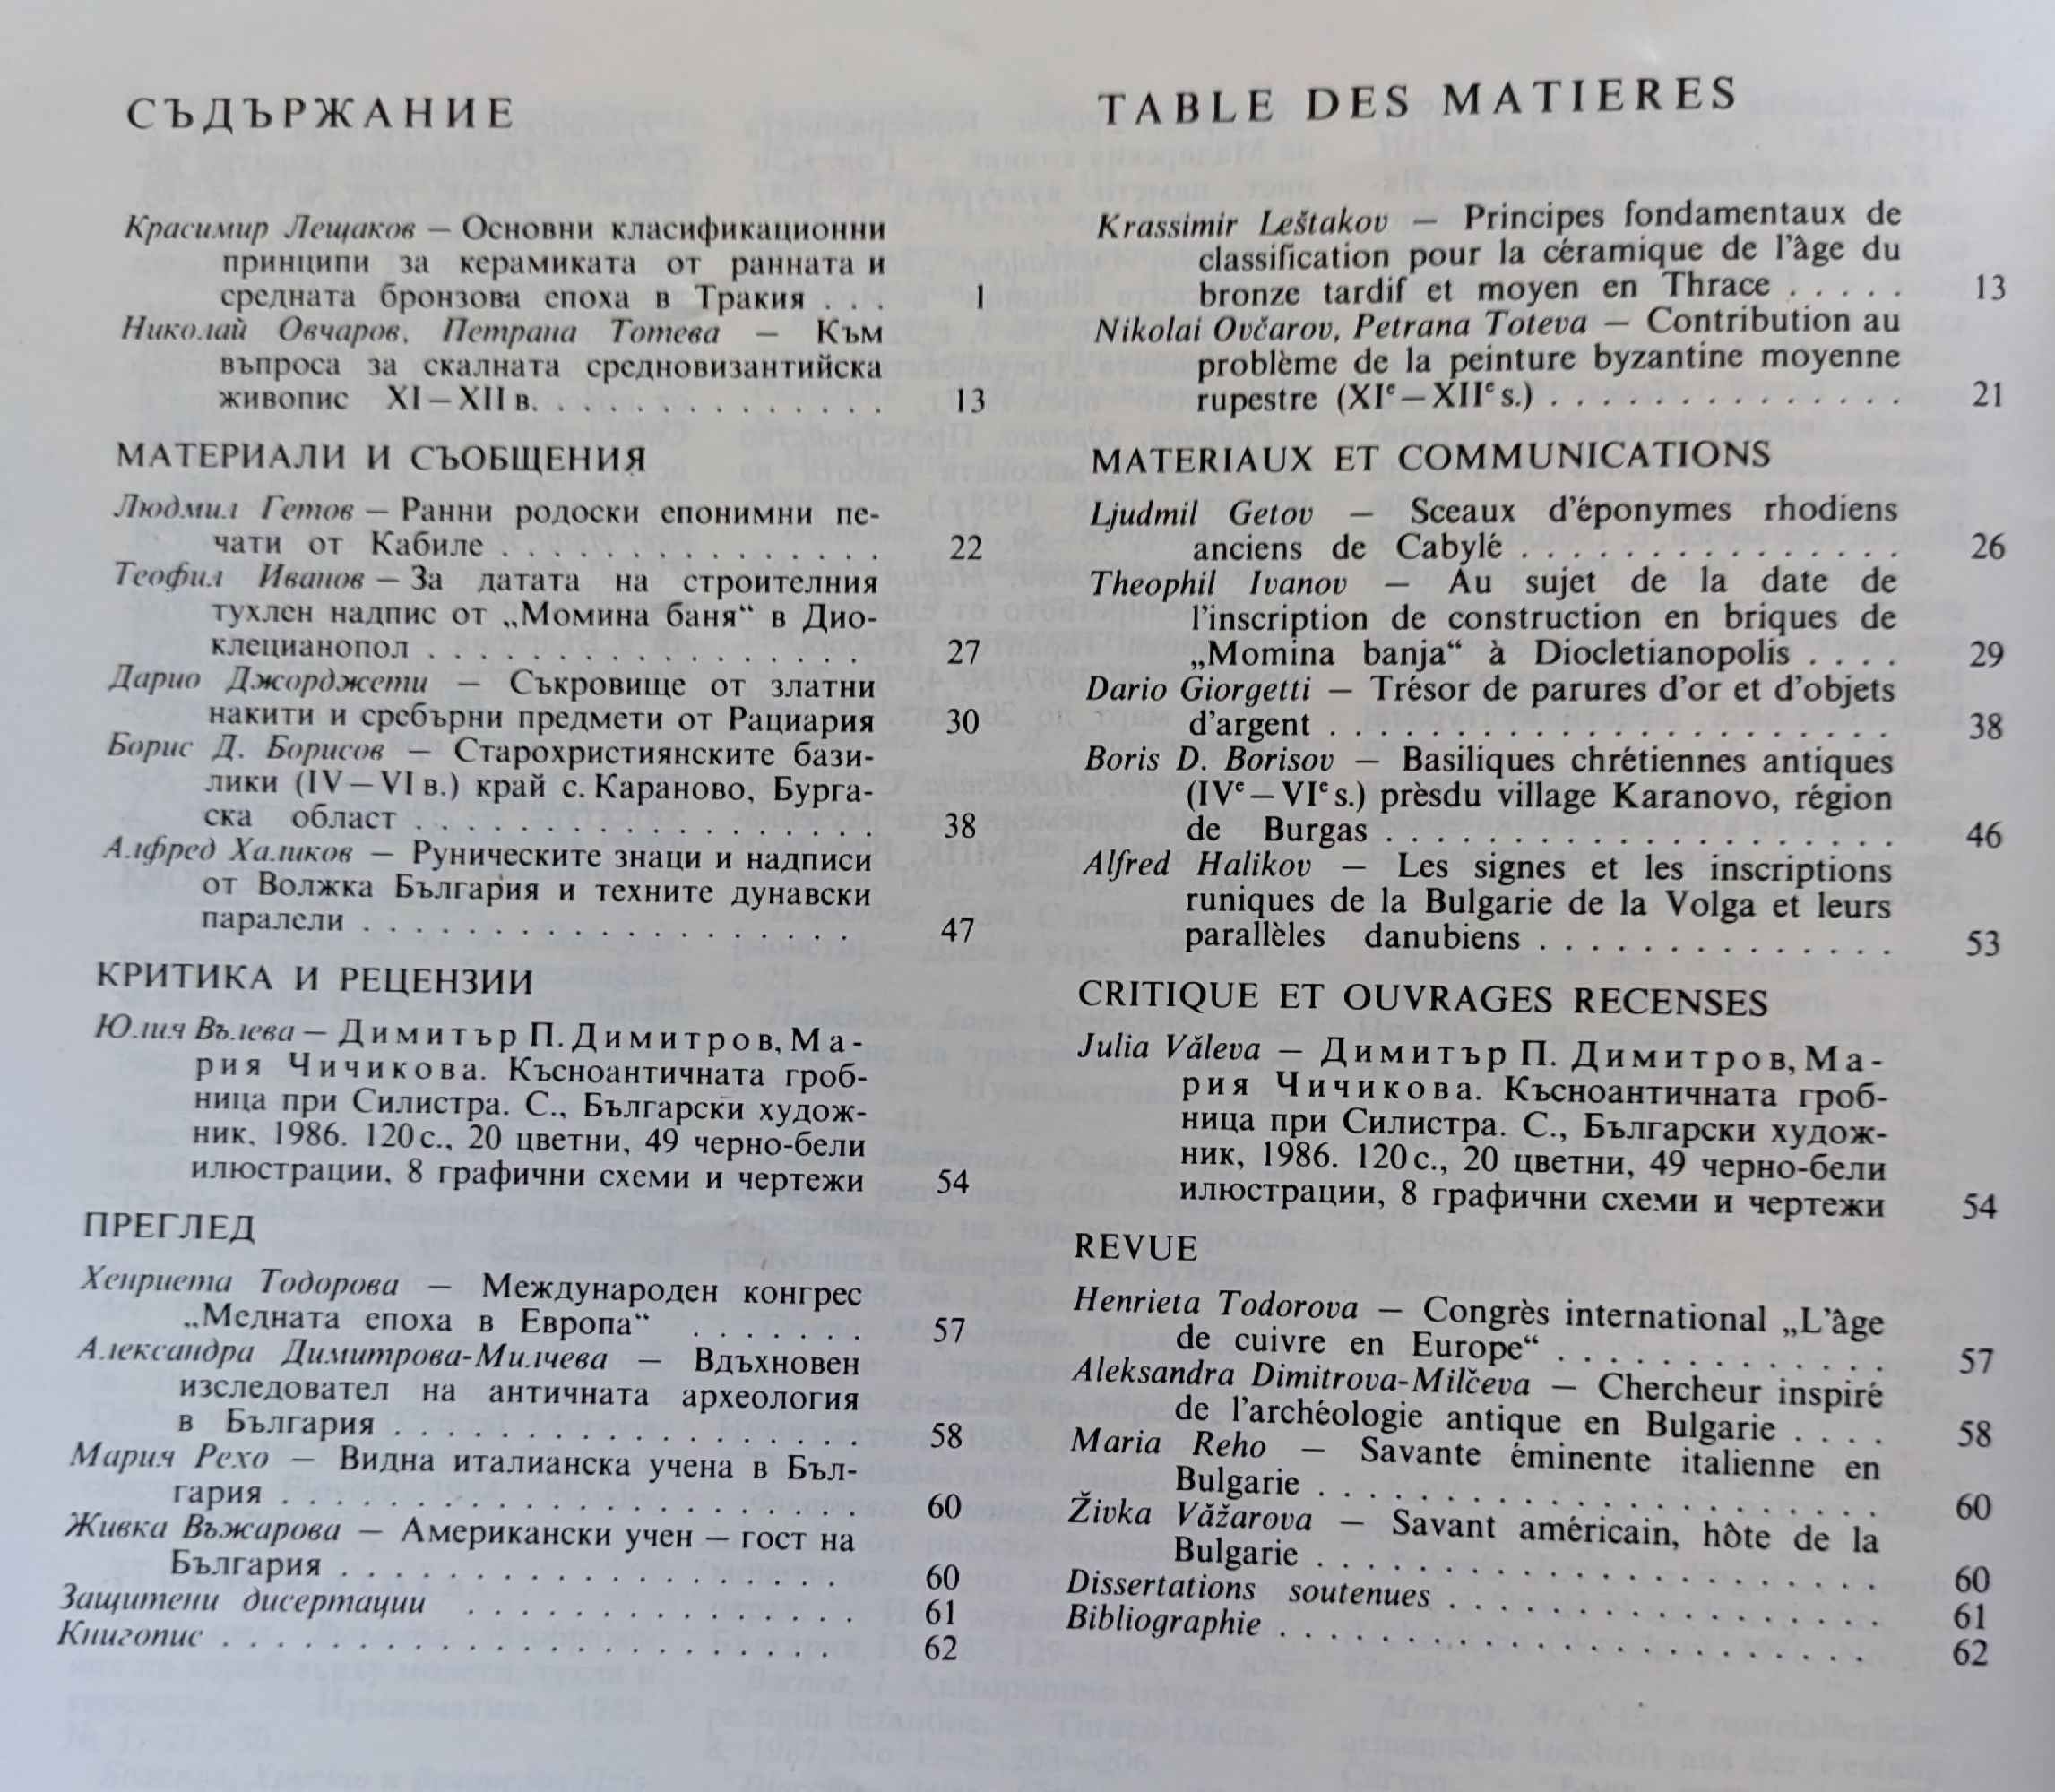 СЪДЪРЖАНИЕ
Красимир Лещаков — Основни класификационни
принципи за керамиката от ранната и
средната бронзова епоха в Тракия . . . 1
Николай Овчаров, Петрана Тотева — Към
въпроса за скалната средновизантийска
живопис XI—XII в. . . . . . . . . . . . . . 13
МАТЕРИАЛИ И СЪОБЩЕНИЯ
Людмил Гетов — Ранни родоски епонимни пе-
чати от Кабиле . . . . . . . . . . . . . . . 22
Теофил Иванов — За датата на строителния
тухлен надпис от „Момина баня“ в Дио-
клецианопол . . . . . . . . . . . . . . . . . 27
Дарио Джорджети — Съкровище от златни
накити и сребърни предмети от Рациария 30
Борис Д. Борисов — Старохристиянските бази-
лики (IV—VI в.) край с. Караново, Бурга-
ска област . . . . . . . . . . . . . . . . . . 38
Алфред Халиков — Руническите знаци и надписи
от Волжка България и техните дунавски
паралели . . . . . . . . . . . . . . . . . . . 47
КРИТИКА И РЕЦЕНЗИИ
Юлия Вълева — Димитър П. Димитров, Ма-
рия Чичикова. Късноантичната гроб-
ница при Силистра. С., Български худож-
ник, 1986. 120 с., 20 цветни, 49 черно-бели
илюстрации, 8 графични схеми и чертежи 54
ПРЕГЛЕД
Хенриета Тодорова — Международен конгрес
„Медната епоха в Европа“ . . . . . . . 57
Александра Димитрова-Милчева — Вдъхновен
изследовател на античната археология
в България . . . . . . . . . . . . . . . . . . 58
Мария Рехо — Видна италианска учена в Бъл-
гария . . . . . . . . . . . . . . . . . . . . . . 60
Живка Въжарова — Американски учен — гост на
България . . . . . . . . . . . . . . . . . . . 60
Защитени дисертации . . . . . . . . . . . . . . . 61
Книгопис . . . . . . . . . . . . . . . . . . . . . . . 62
TABLE DES MATIERES
Krassimir Leštakov — Principes fondamentaux de
classification pour la céramique de l'âge du
bronze tardif et moyen en Thrace . . . . . 13
Nikolai Ovčarov, Petrana Toteva — Contribution au
problème de la peinture byzantine moyenne
rupestre (XIe—XIIe s.) . . . . . . . . . . . . . . 21
MATERIAUX ET COMMUNICATIONS
Ljudmil Getov — Sceaux d'éponymes rhodiens
anciens de Cabylé . . . . . . . . . . . . . . . 26
Theophil Ivanov — Au sujet de la date de
l'inscription de construction en briques de
„Momina banja“ à Diocletianopolis . . . . 29
Dario Giorgetti — Trésor de parures d'or et d'objets
d'argent . . . . . . . . . . . . . . . . . . . . . . 38
Boris D. Borisov — Basiliques chrétiennes antiques
(IVe—VIe s.) prèsdu village Karanovo, région
de Burgas . . . . . . . . . . . . . . . . . . . . 46
Alfred Halikov — Les signes et les inscriptions
runiques de la Bulgarie de la Volga et leurs
parallèles danubiens . . . . . . . . . . . . . . 53
CRITIQUE ET OUVRAGES RECENSES
Julia Văleva — Димитър П. Димитров, Ма-
рия Чичикова. Късноантичната гроб-
ница при Силистра. С., Български худож-
ник, 1986. 120 с., 20 цветни, 49 черно-бели
илюстрации, 8 графични схеми и чертежи 54
REVUE
Henrieta Todorova — Congrès international „L'âge
de cuivre en Europe“ . . . . . . . . . . . . . 57
Aleksandra Dimitrova-Milčeva — Chercheur inspiré
de l'archéologie antique en Bulgarie . . . . 58
Maria Reho — Savante éminente italienne en
Bulgarie . . . . . . . . . . . . . . . . . . . . . . 60
Živka Văžarova — Savant américain, hôte de la
Bulgarie . . . . . . . . . . . . . . . . . . . . . . 60
Dissertations soutenues . . . . . . . . . . . . . . . . 61
Bibliographie . . . . . . . . . . . . . . . . . . . . . . . 62